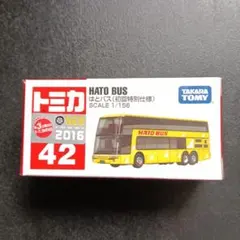 トミカ
2016
42
HATO BUS
はとバス(初回特別仕様)
SCALE 1/156
TAKARA
TOMY
HATO BUS